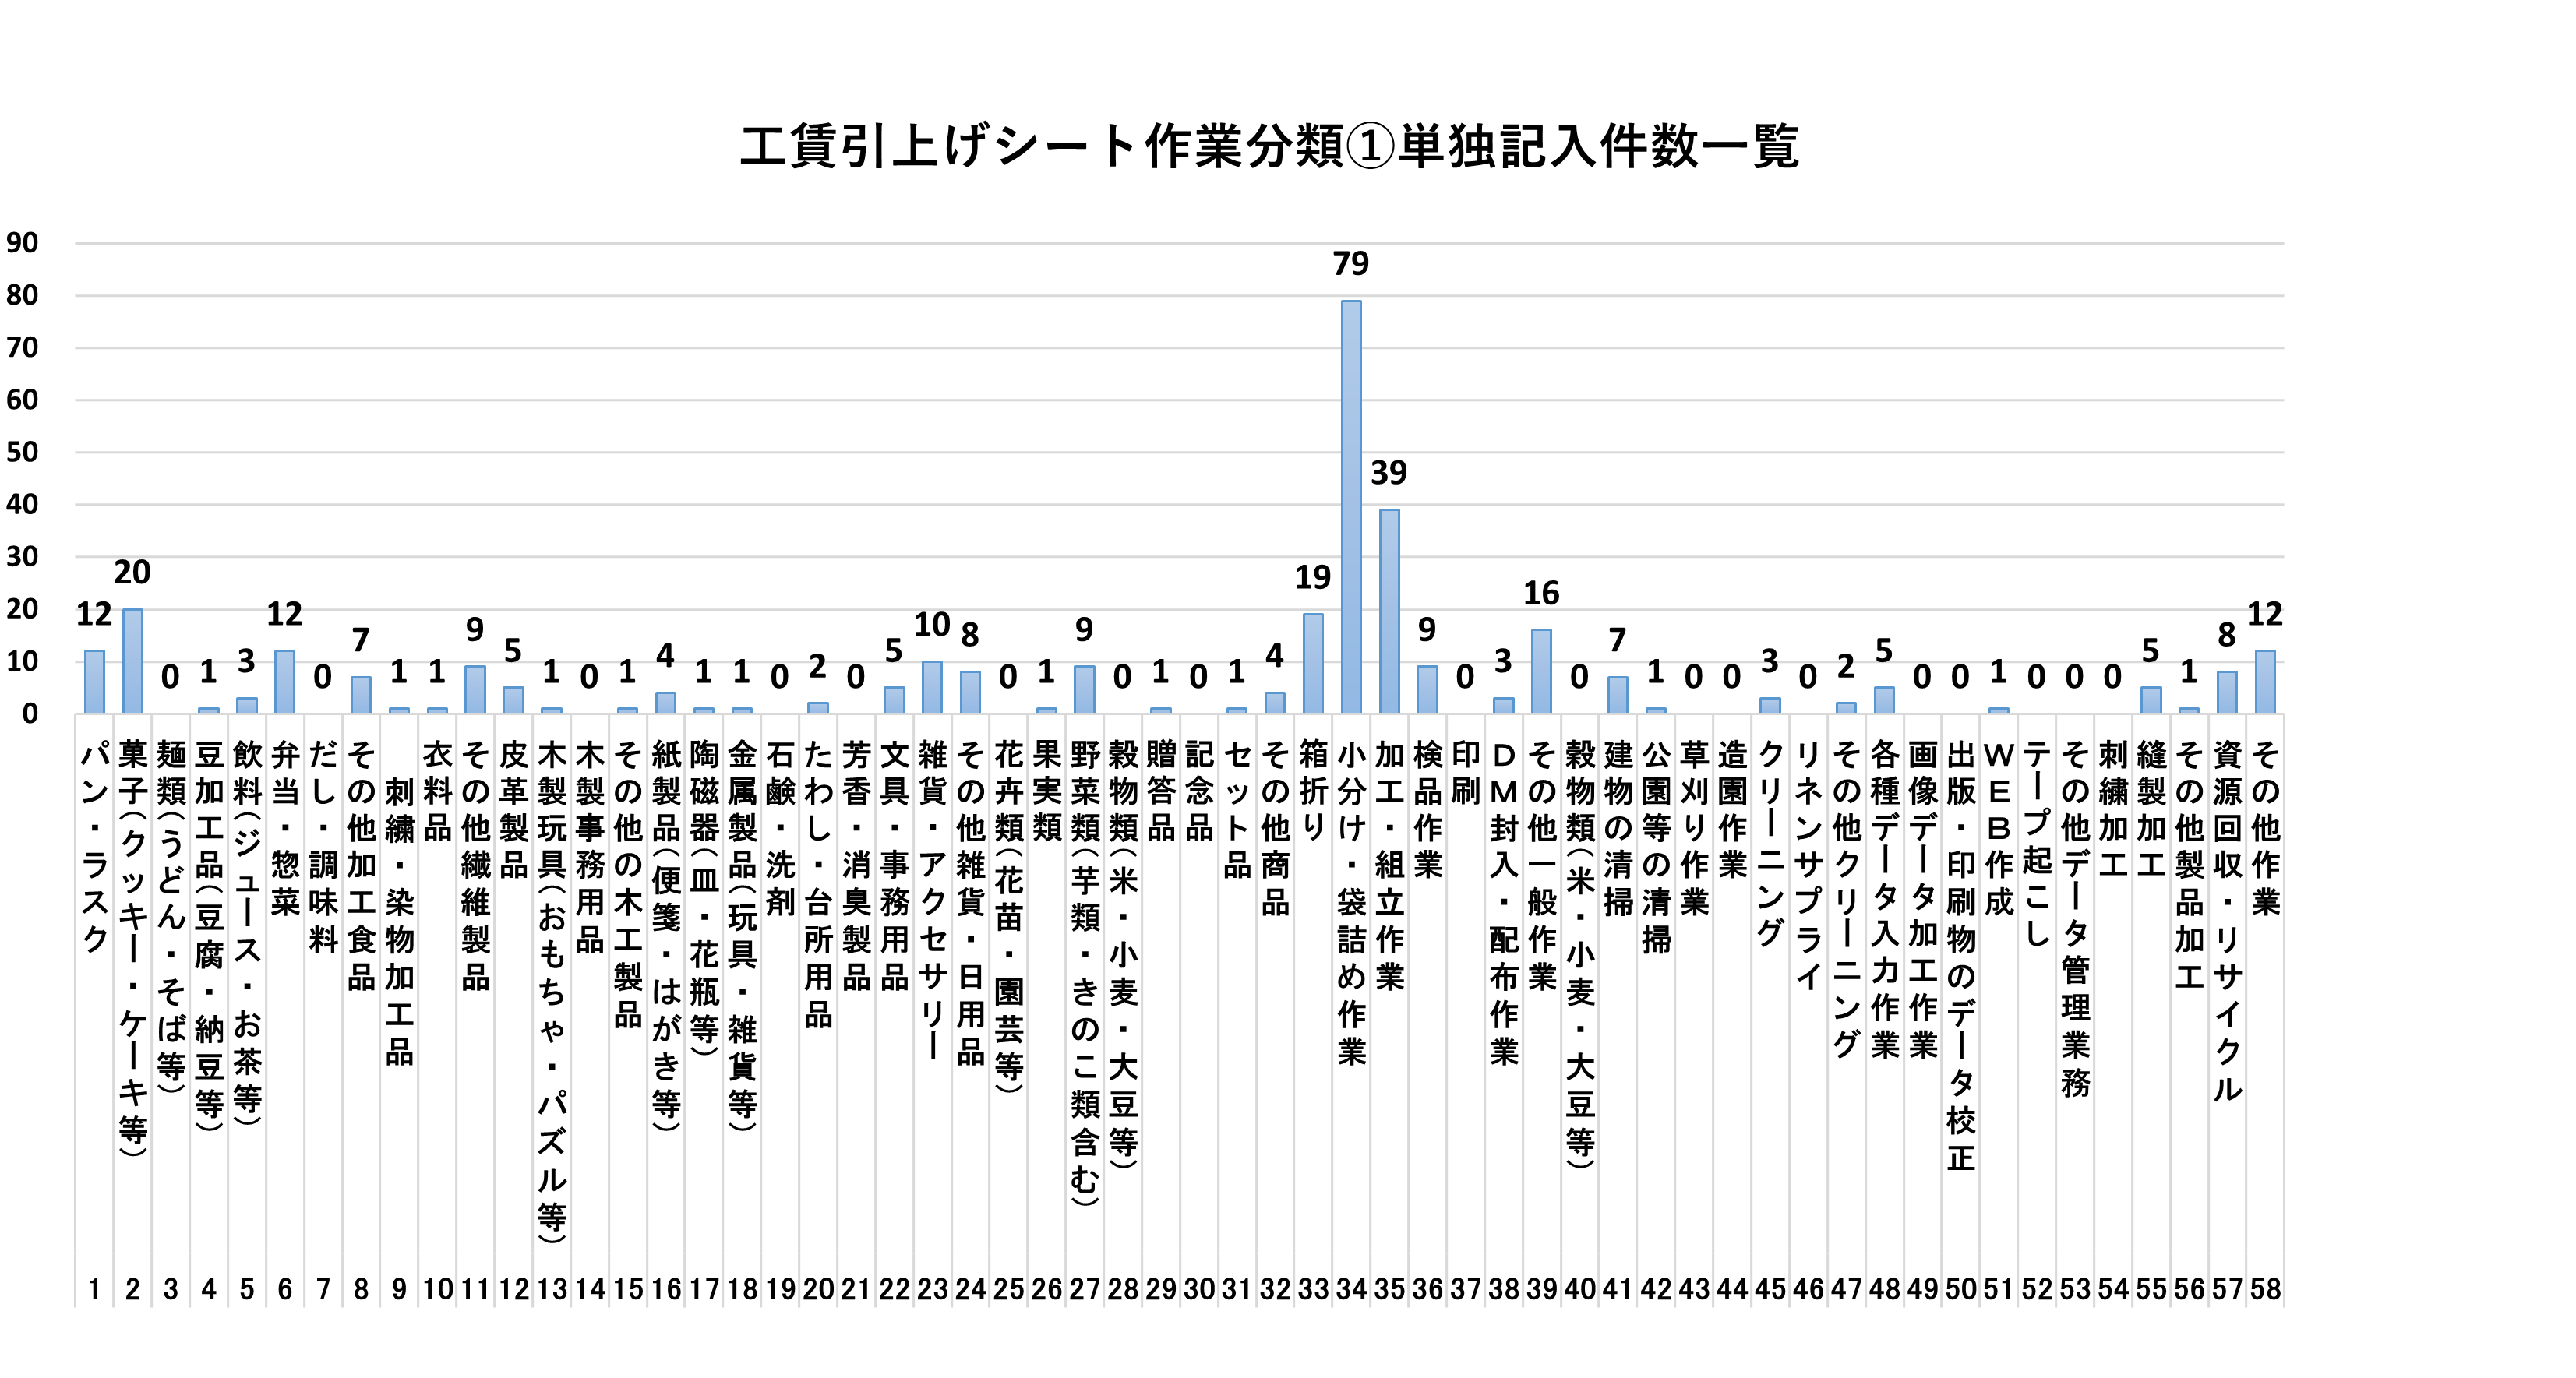 工賃引上げシート作業分類①単独記入件数一覧
90
80
70
60
50
40
30
20
10
0
12
20
0
1
3
12
0
7
1
1
9
5
1
0
1
4
1
1
0
2
0
5
10
8
0
1
9
0
1
0
1
4
19
79
39
9
0
3
16
0
7
1
0
0
3
0
2
5
0
0
1
0
0
0
5
1
8
12
パン・ラスク
菓子(クッキー・ケーキ等)
麺類(うどん・そば等)
豆加工品(豆腐・納豆等)
飲料(ジュース・お茶等)
弁当・惣菜
だし・調味料
その他加工食品
刺繍・染物加工品
衣料品
その他繊維製品
皮革製品
木製玩具(おもちゃ・パズル等)
木製事務用品
その他の木工製品
紙製品(便箋・はがき等)
陶磁器(皿・花瓶等)
金属製品(玩具・雑貨等)
石鹸・洗剤
たわし・台所用品
芳香・消臭製品
文具・事務用品
雑貨・アクセサリー
その他雑貨・日用品
花卉類(花苗・園芸等)
果実類
野菜類(芋類・きのこ類含む)
穀物類(米・小麦・大豆等)
贈答品
記念品
セット品
その他商品
箱折り
小分け・袋詰め作業
加工・組立作業
検品作業
印刷
DM封入・配布作業
その他一般作業
穀物類(米・小麦・大豆等)
建物の清掃
公園等の清掃
草刈り作業
造園作業
クリーニング
リネンサプライ
その他クリーニング
各種データ入力作業
画像データ加工作業
出版・印刷物のデータ校正
WEB作成
テープ起こし
その他データ管理業務
刺繍加工
縫製加工
その他製品加工
資源回収・リサイクル
その他作業
1
2
3
4
5
6
7
8
9
10
11
12
13
14
15
16
17
18
19
20
21
22
23
24
25
26
27
28
29
30
31
32
33
34
35
36
37
38
39
40
41
42
43
44
45
46
47
48
49
50
51
52
53
54
55
56
57
58